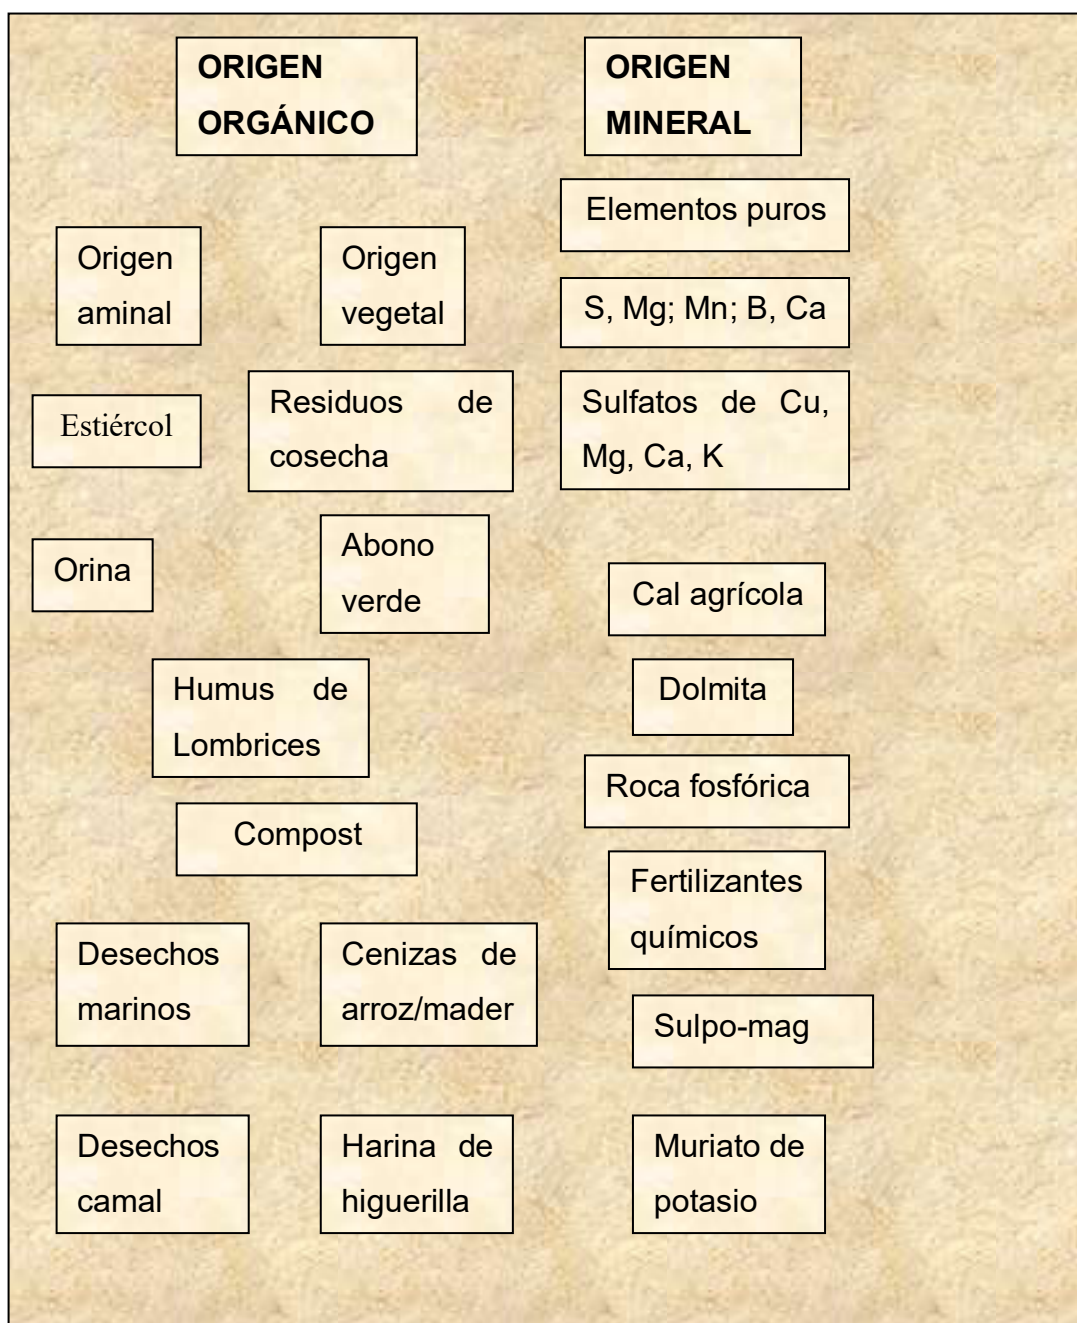 ORIGEN
ORGÁNICO
ORIGEN
MINERAL
Elementos puros
Origen
aminal
Origen
vegetal
S, Mg; Mn; B, Ca
Estiércol
Residuos de
cosecha
Sulfatos de Cu,
Mg, Ca, K
Orina
Abono
verde
Cal agrícola
Humus de
Lombrices
Dolmita
Roca fosfórica
Compost
Fertilizantes
químicos
Desechos
marinos
Cenizas de
arroz/mader
Sulpo-mag
Desechos
camal
Harina de
higuerilla
Muriato de
potasio